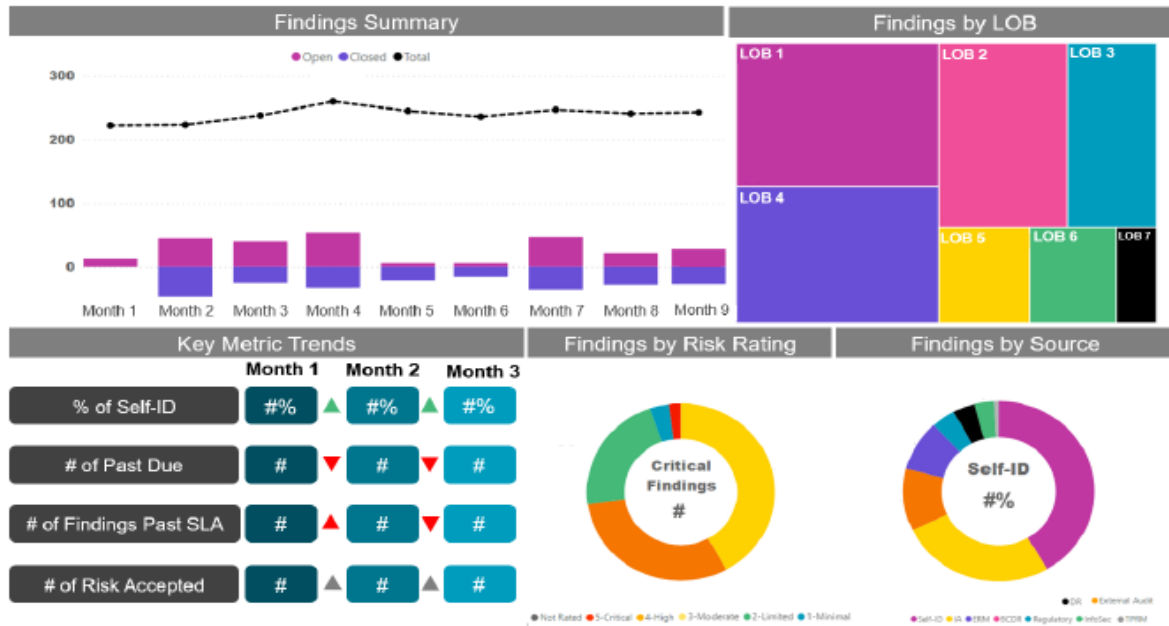 Findings Summary
Open Closed Total
300
200
100
0
Month 1 Month 2 Month 3 Month 4 Month 5 Month 6 Month 7 Month 8 Month 9
Findings by LOB
LOB 1
LOB 2
LOB 3
LOB 4
LOB 5
LOB 6
LOB 7
Key Metric Trends
Month 1 Month 2 Month 3
% of Self-ID #% #% #%
# of Past Due # # #
# of Findings Past SLA # # #
# of Risk Accepted # # #
Findings by Risk Rating
Critical
Findings
#
Not Rated 5-Critical 4-High 3-Moderate 2-Limited 1-Minimal
Findings by Source
Self-ID
#%
DR External Audit
Self-ID IA ERM BCDR Regulatory InfoSec TPRM